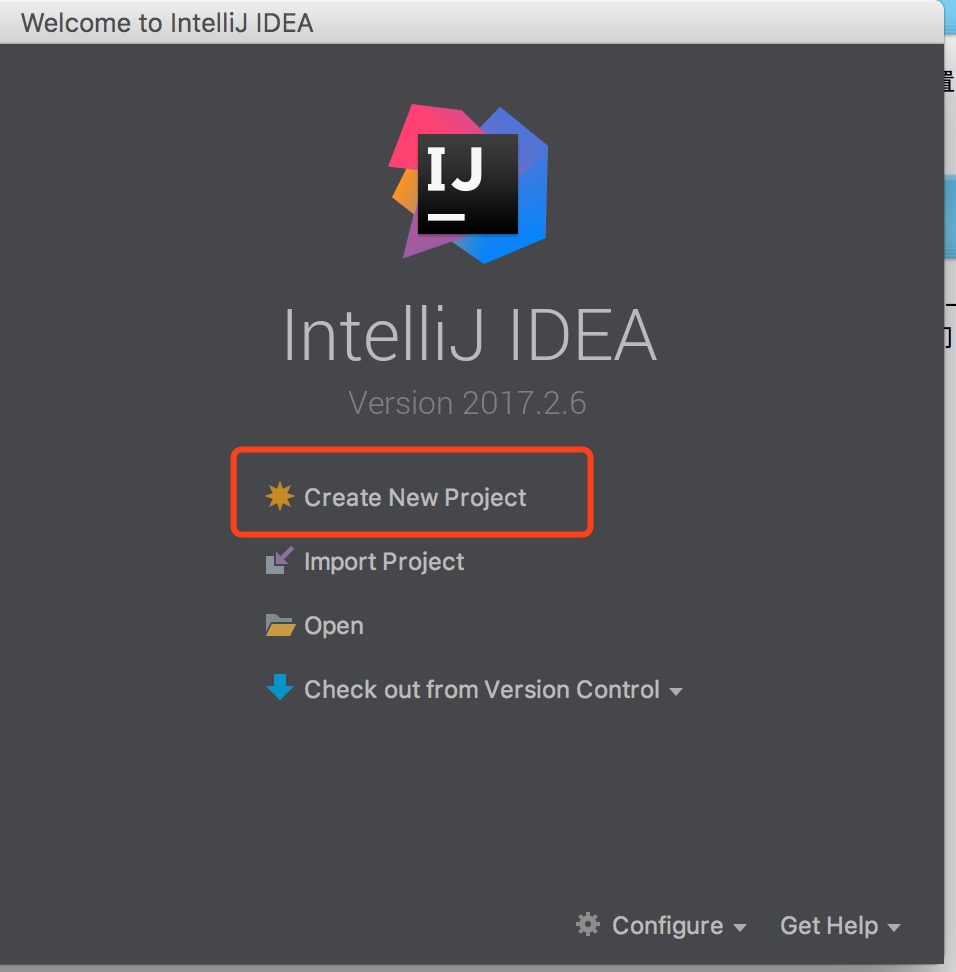 Welcome to IntelliJ IDEA
IJ
IntelliJ IDEA
Version 2017.2.6
Create New Project
Import Project
Open
Check out from Version Control
Configure
Get Help